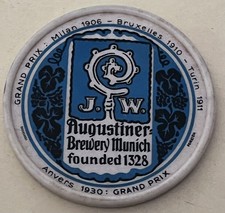 GRAND PRIX : Milan 1906 – Bruxelles 1910 – Turin 1911
J. W.
Augustiner-
Brewery Munich
founded 1328
Anvers 1930: GRAND PRIX